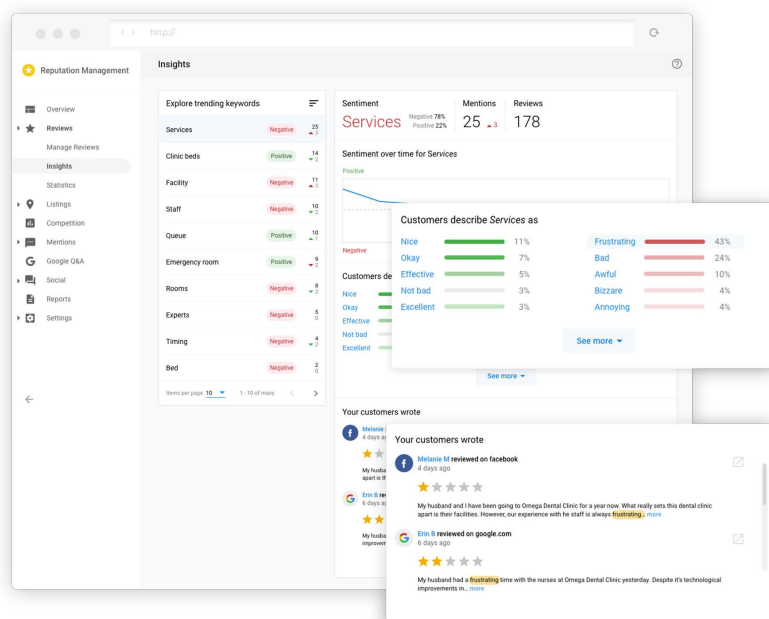 http://
Reputation Management
Insights
Overview
Reviews
Manage Reviews
Insights
Statistics
Listings
Competition
Mentions
Google Q&A
Social
Reports
Settings
Explore trending keywords
Services Negative 25 3
Clinic beds Positive 14 2
Facility Negative 11 3
Staff Negative 10 2
Queue Positive 10 1
Emergency room Positive 9 2
Rooms Negative 8 2
Experts Negative 5 0
Timing Negative 4 2
Bed Negative 2 0
Items per page: 10 1 - 10 of many
Sentiment Mentions Reviews
Services Negative 78% Positive 22% 25 3 178
Sentiment over time for Services
Positive
Negative
Customers de
Nice
Okay
Effective
Not bad
Excellent
See more
Your customers wrote
Melanie
4 days ag
My husba
apart is th
Erin B rev
6 days ag
My husba
improvem
Customers describe Services as
Nice 11% Frustrating 43%
Okay 7% Bad 24%
Effective 5% Awful 10%
Not bad 3% Bizzare 4%
Excellent 3% Annoying 4%
See more
Your customers wrote
Melanie M reviewed on facebook
4 days ago
My husband and I have been going to Omega Dental Clinic for a year now. What really sets this dental clinic
apart is their facilities. However, our experience with he staff is always frustrating... more
Erin B reviewed on google.com
6 days ago
My husband had a frustrating time with the nurses at Omega Dental Clinic yesterday. Despite it's technological
improvements in... more